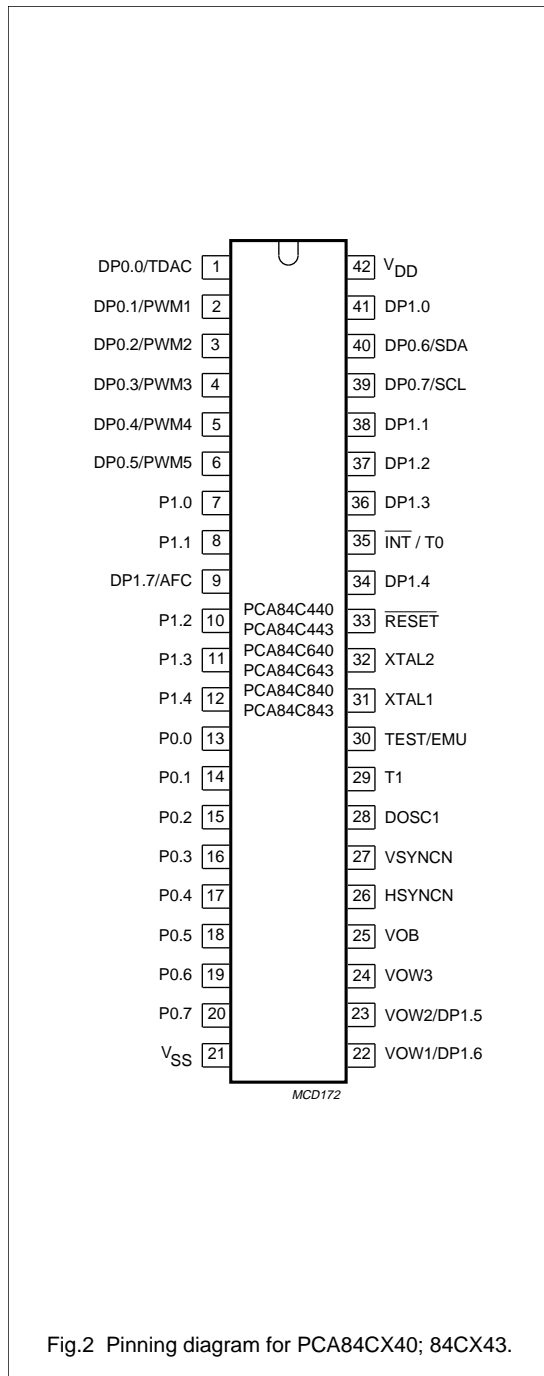 DP0.0/TDAC 1 42 VDD
DP0.1/PWM1 2 41 DP1.0
DP0.2/PWM2 3 40 DP0.6/SDA
DP0.3/PWM3 4 39 DP0.7/SCL
DP0.4/PWM4 5 38 DP1.1
DP0.5/PWM5 6 37 DP1.2
P1.0 7 36 DP1.3
P1.1 8 35 INT / T0
DP1.7/AFC 9 34 DP1.4
P1.2 10 PCA84C440 33 RESET
PCA84C443
PCA84C640
P1.3 11 PCA84C643 32 XTAL2
PCA84C840
P1.4 12 PCA84C843 31 XTAL1
P0.0 13 30 TEST/EMU
P0.1 14 29 T1
P0.2 15 28 DOSC1
P0.3 16 27 VSYNCN
P0.4 17 26 HSYNCN
P0.5 18 25 VOB
P0.6 19 24 VOW3
P0.7 20 23 VOW2/DP1.5
VSS 21 22 VOW1/DP1.6
MCD172
Fig.2 Pinning diagram for PCA84CX40; 84CX43.